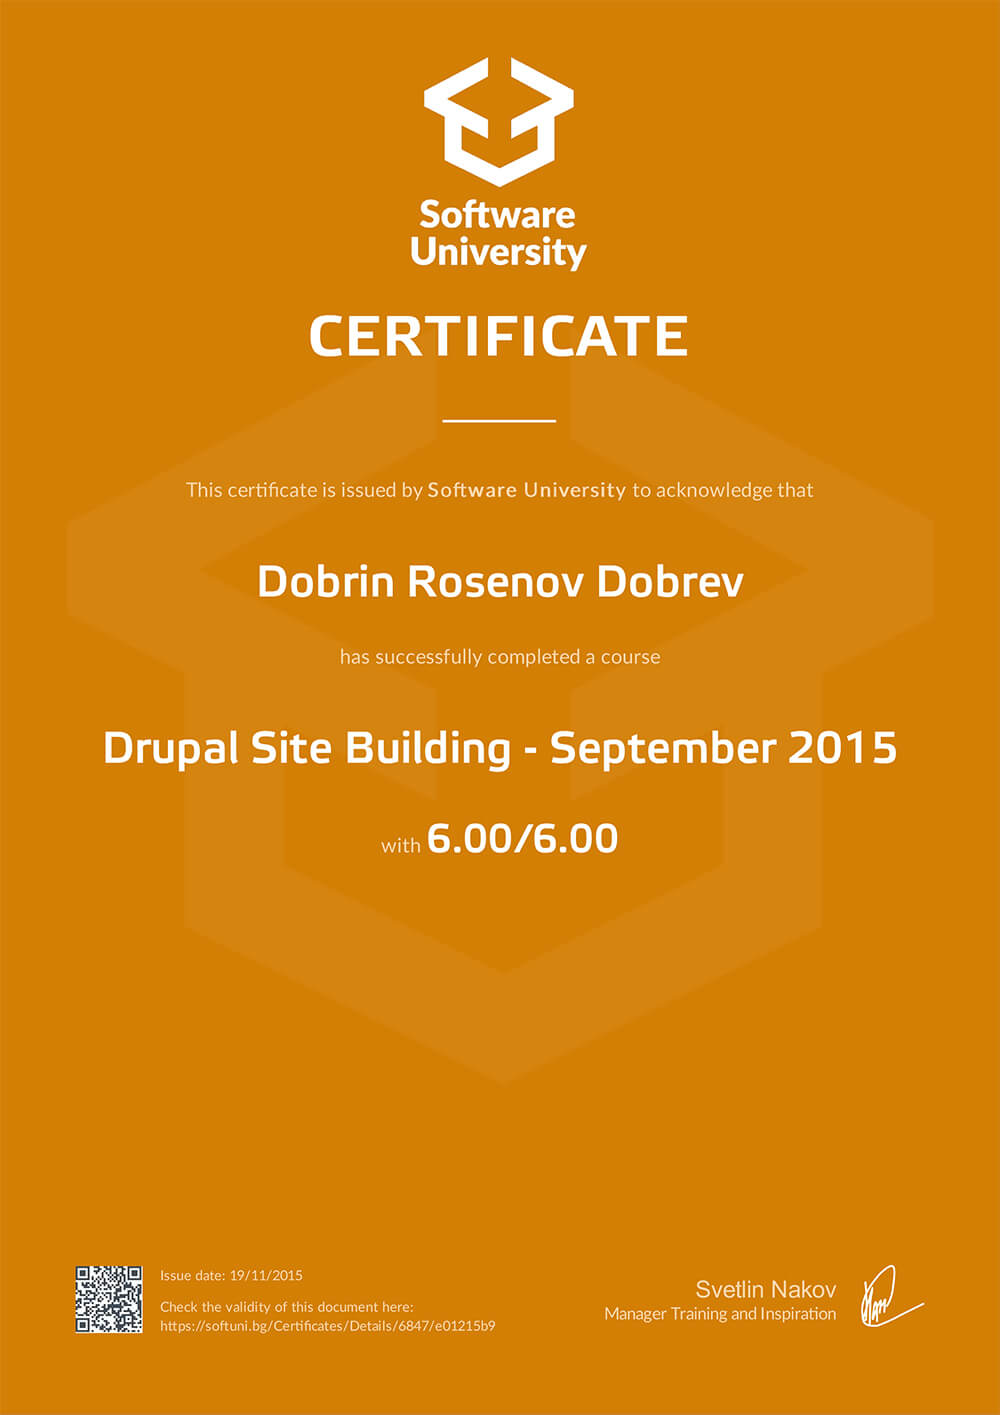 Software
University
CERTIFICATE
This certificate is issued by Software University to acknowledge that
Dobrin Rosenov Dobrev
has successfully completed a course
Drupal Site Building - September 2015
with 6.00/6.00
Issue date: 19/11/2015
Check the validity of this document here:
https://softuni.bg/Certificates/Details/6847/e01215b9
Svetlin Nakov
Manager Training and Inspiration